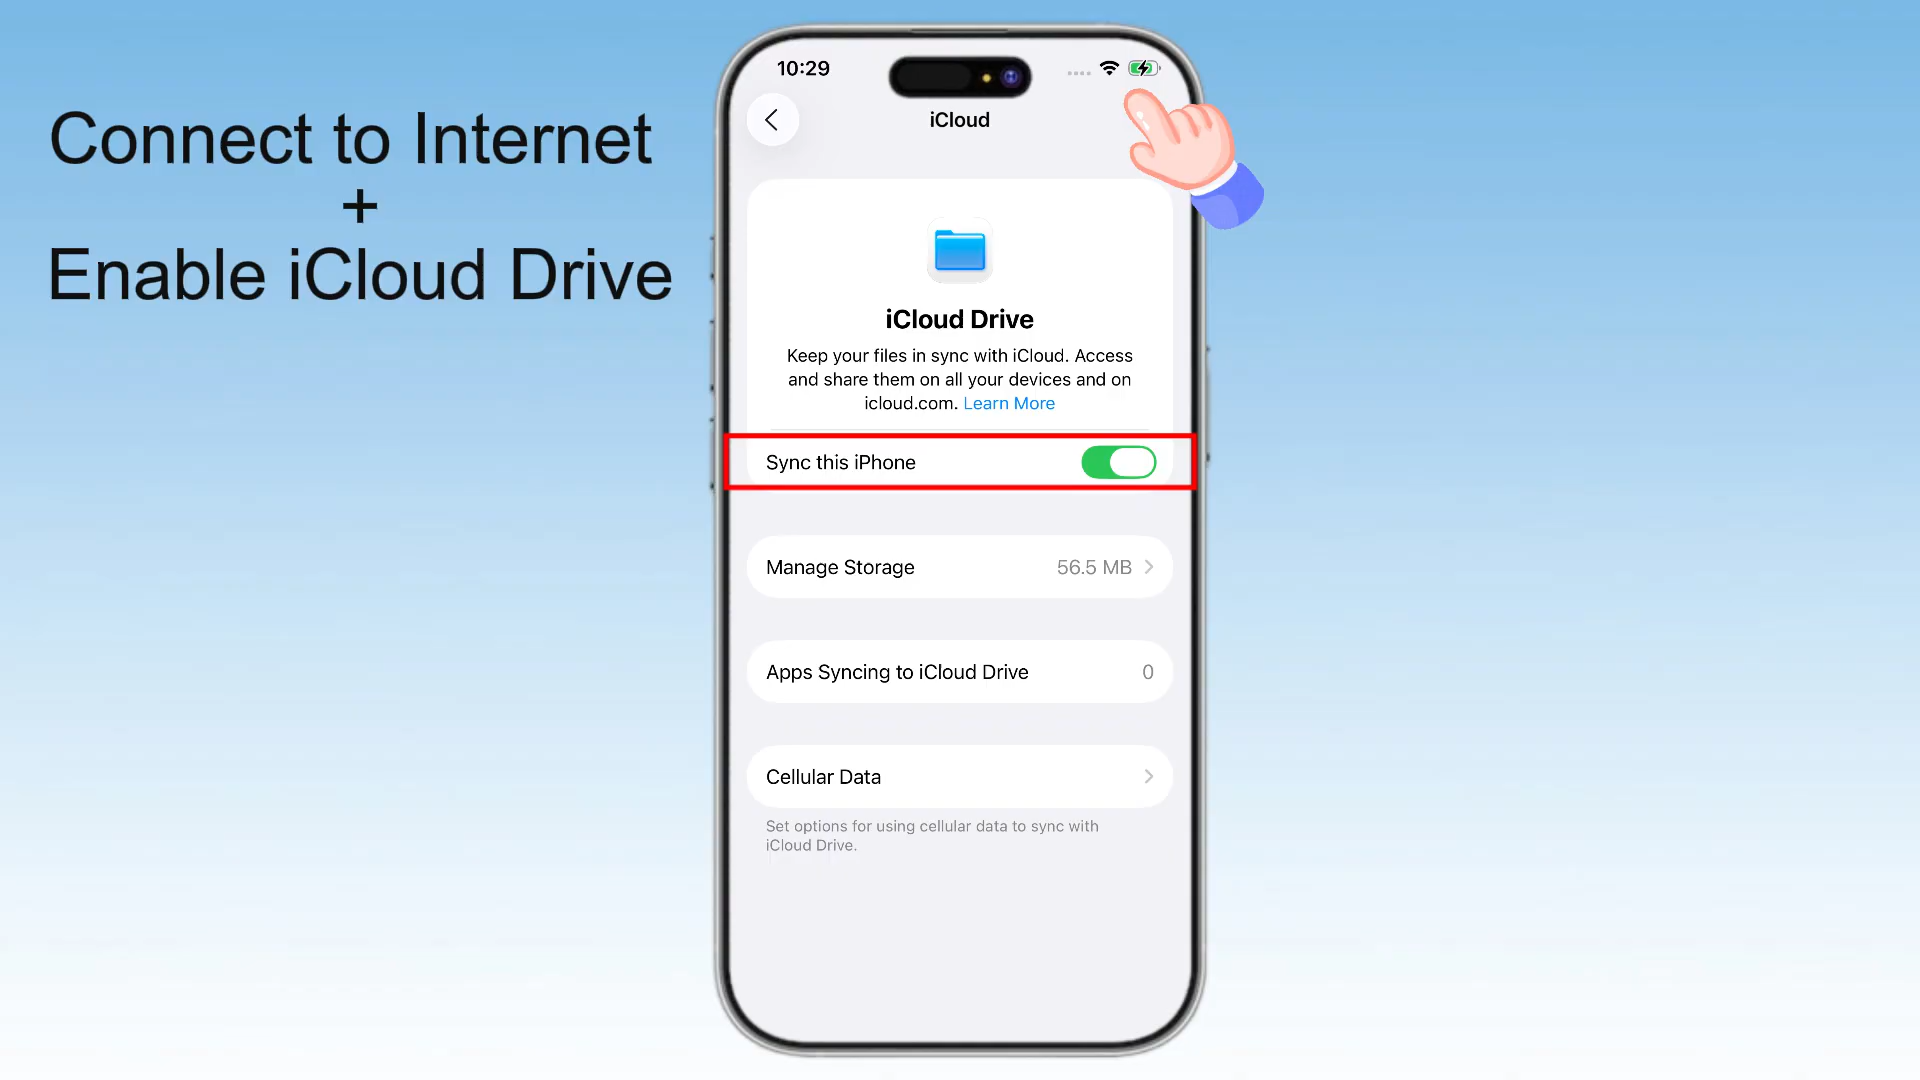 Connect to Internet
+
Enable iCloud Drive
10:29
iCloud
iCloud Drive
Keep your files in sync with iCloud. Access
and share them on all your devices and on
icloud.com. Learn More
Sync this iPhone
Manage Storage 56.5 MB
Apps Syncing to iCloud Drive 0
Cellular Data
Set options for using cellular data to sync with
iCloud Drive.